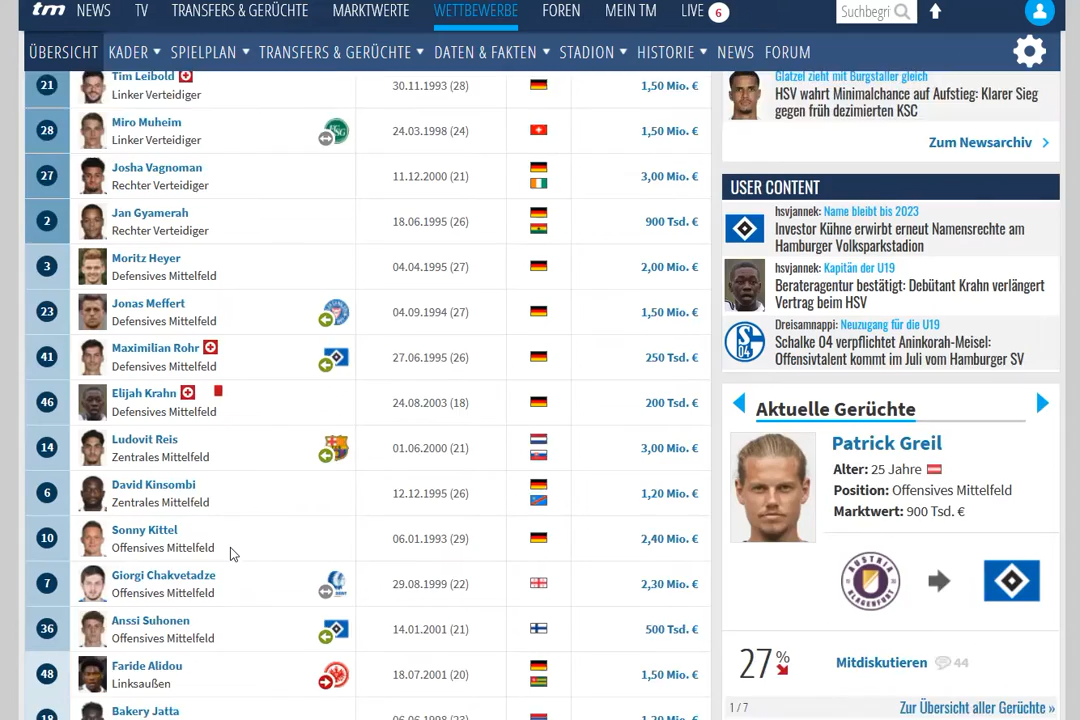 tm NEWS TV TRANSFERS & GERÜCHTE MARKTWERTE WETTBEWERBE FOREN MEIN TM LIVE 6 Suchbegri
ÜBERSICHT KADER SPIELPLAN TRANSFERS & GERÜCHTE DATEN & FAKTEN STADION HISTORIE NEWS FORUM
21 Tim Leibold 30.11.1993 (28) 1,50 Mio. €
Linker Verteidiger
28 Miro Muheim 24.03.1998 (24) 1,50 Mio. €
Linker Verteidiger
27 Josha Vagnoman 11.12.2000 (21) 3,00 Mio. €
Rechter Verteidiger
2 Jan Gyamerah 18.06.1995 (26) 900 Tsd. €
Rechter Verteidiger
3 Moritz Heyer 04.04.1995 (27) 2,00 Mio. €
Defensives Mittelfeld
23 Jonas Meffert 04.09.1994 (27) 1,50 Mio. €
Defensives Mittelfeld
41 Maximilian Rohr 27.06.1995 (26) 250 Tsd. €
Defensives Mittelfeld
46 Elijah Krahn 24.08.2003 (18) 200 Tsd. €
Defensives Mittelfeld
14 Ludovit Reis 01.06.2000 (21) 3,00 Mio. €
Zentrales Mittelfeld
6 David Kinsombi 12.12.1995 (26) 1,20 Mio. €
Zentrales Mittelfeld
10 Sonny Kittel 06.01.1993 (29) 2,40 Mio. €
Offensives Mittelfeld
7 Giorgi Chakvetadze 29.08.1999 (22) 2,30 Mio. €
Offensives Mittelfeld
36 Anssi Suhonen 14.01.2001 (21) 500 Tsd. €
Offensives Mittelfeld
48 Faride Alidou 18.07.2001 (20) 1,50 Mio. €
Linksaußen
Bakery Jatta
Glatzel zieht mit Burgstaller gleich
HSV wahrt Minimalchance auf Aufstieg: Klarer Sieg
gegen früh dezimierten KSC
Zum Newsarchiv
USER CONTENT
hsvjannek: Name bleibt bis 2023
Investor Kühne erwirbt erneut Namensrechte am
Hamburger Volksparkstadion
hsvjannek: Kapitän der U19
Berateragentur bestätigt: Debütant Krahn verlängert
Vertrag beim HSV
Dreisamnappi: Neuzugang für die U19
Schalke 04 verpflichtet Aninkorah-Meisel:
Offensivtalent kommt im Juli vom Hamburger SV
Aktuelle Gerüchte
Patrick Greil
Alter: 25 Jahre
Position: Offensives Mittelfeld
Marktwert: 900 Tsd. €
27 % Mitdiskutieren 44
1 / 7 Zur Übersicht aller Gerüchte »